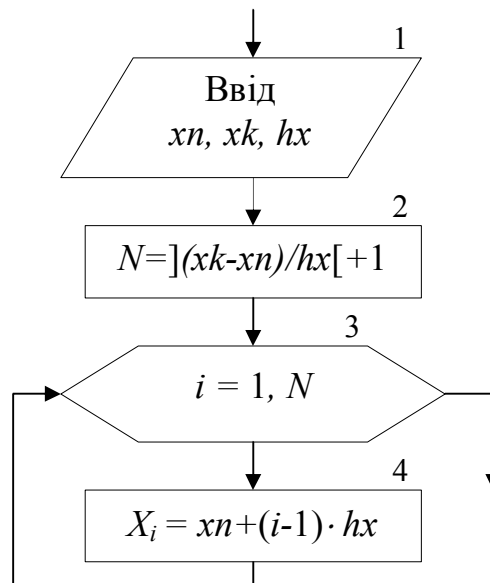 1
Ввід
xn, xk, hx
2
N=](xk-xn)/hx[+1
3
i = 1, N
4
Xi = xn+(i-1)· hx